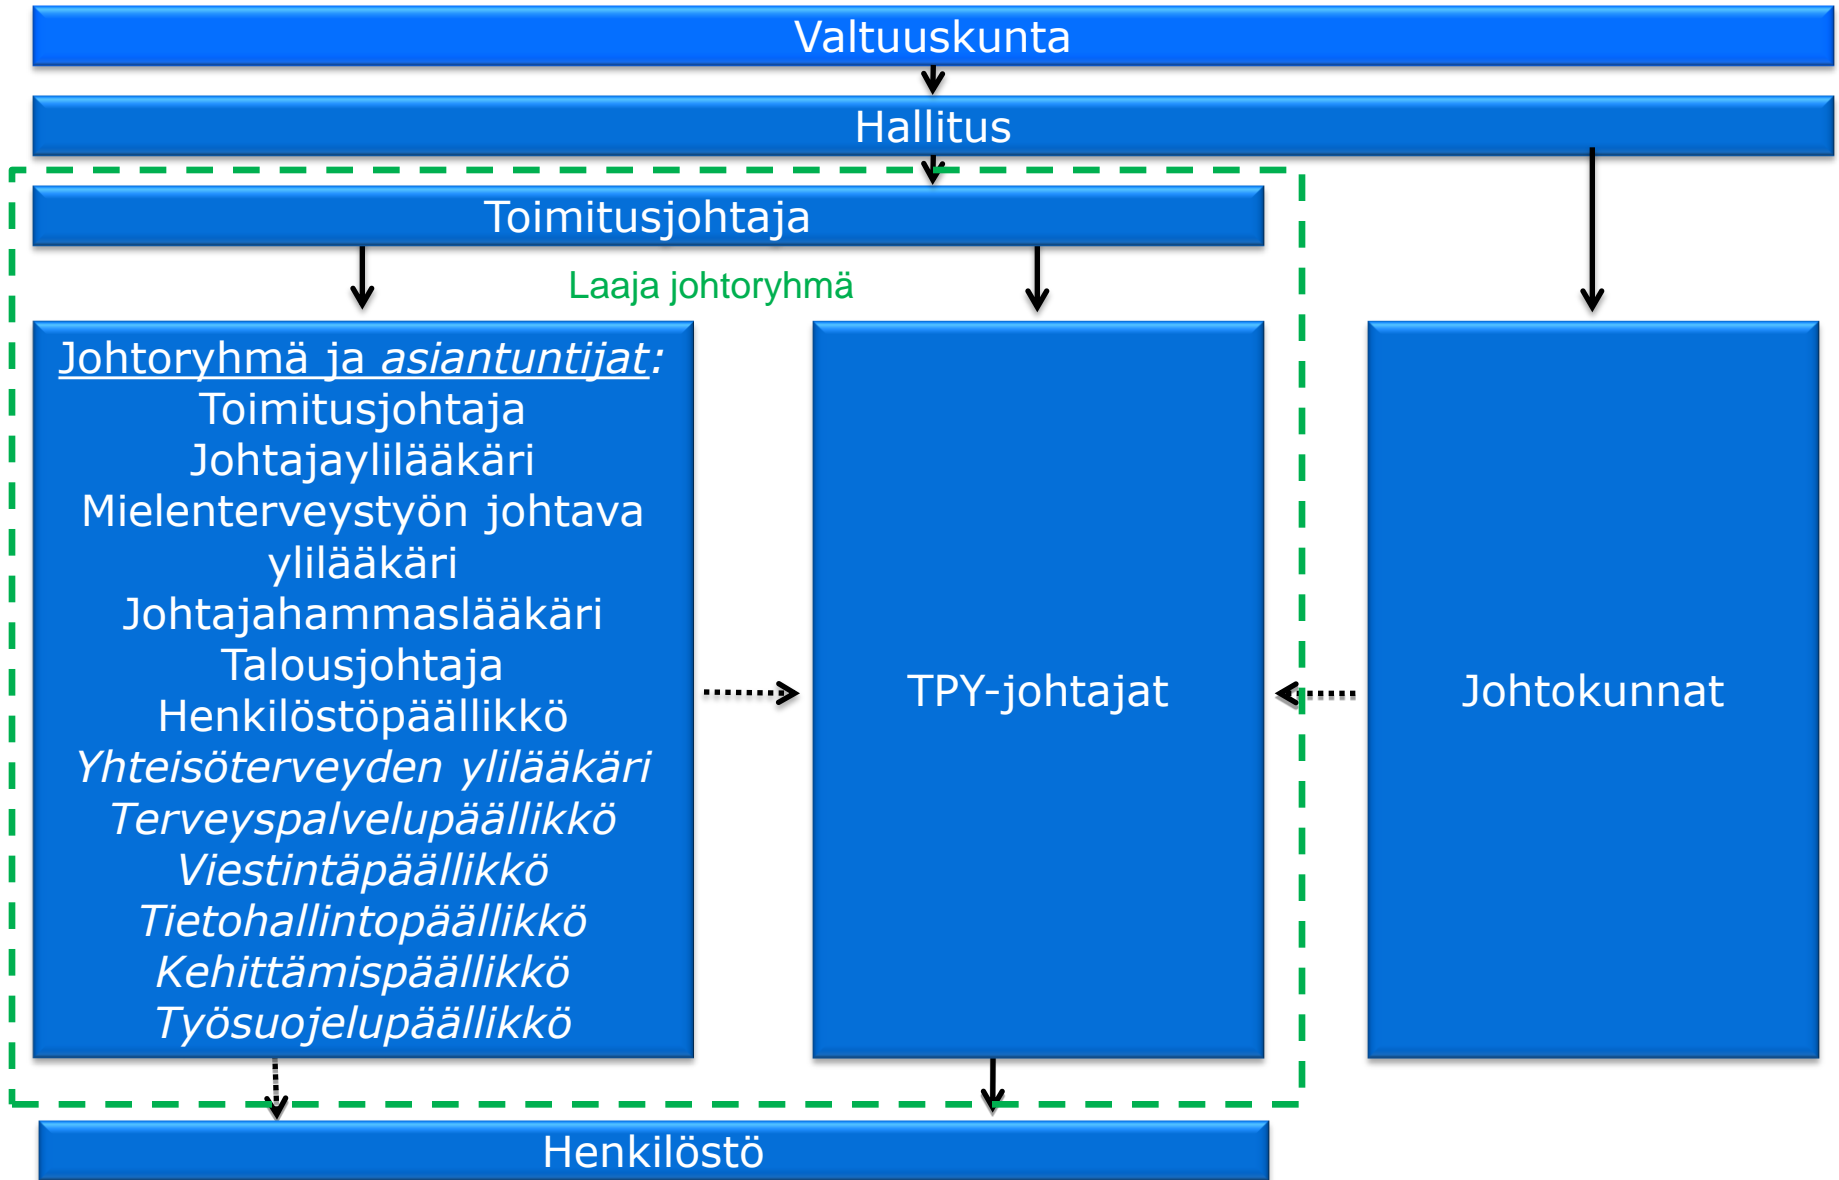 Valtuuskunta
Hallitus
Toimitusjohtaja
Laaja johtoryhmä
Johtoryhmä ja asiantuntijat:
Toimitusjohtaja
Johtajaylilääkäri
Mielenterveystyön johtava
ylilääkäri
Johtajahammaslääkäri
Talousjohtaja
Henkilöstöpäällikkö
Yhteisöterveyden ylilääkäri
Terveyspalvelupäällikkö
Viestintäpäällikkö
Tietohallintopäällikkö
Kehittämispäällikkö
Työsuojelupäällikkö
TPY-johtajat
Johtokunnat
Henkilöstö